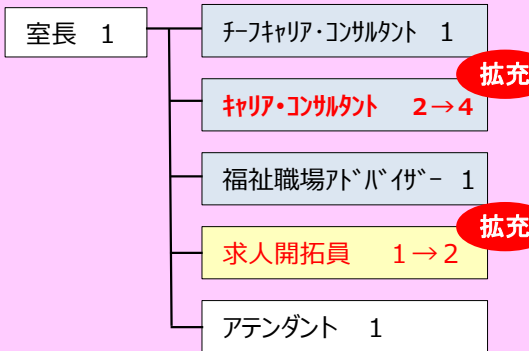 室長 1
ﾁｰﾌｷｬﾘｱ・ｺﾝｻﾙﾀﾝﾄ 1
拡充
ｷｬﾘｱ・ｺﾝｻﾙﾀﾝﾄ 2→4
福祉職場ｱﾄﾞﾊﾞｲｻﾞｰ 1
拡充
求人開拓員 1→2
アテンダント 1